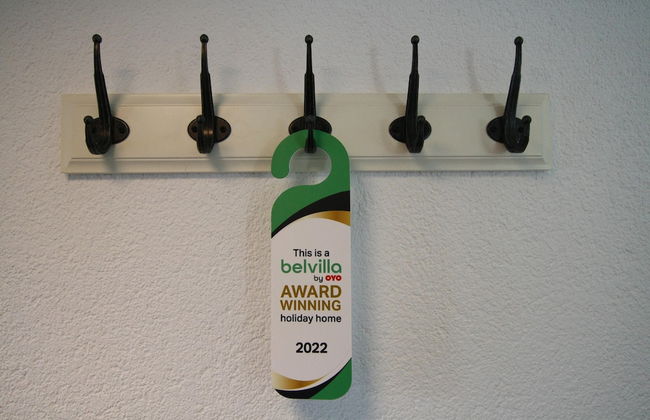 This is a
belvilla
by OYO
AWARD
WINNING
holiday home
2022